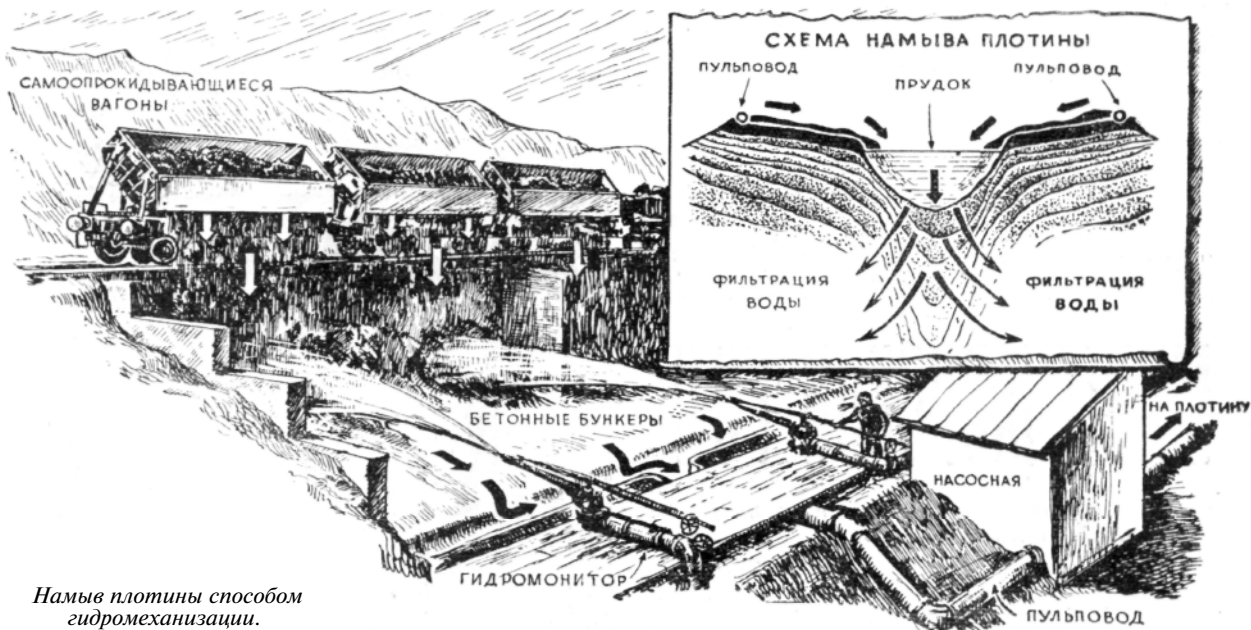 САМООПРОКИДЫВАЮЩИЕСЯ
ВАГОНЫ
СХЕМА НАМЫВА ПЛОТИНЫ
ПУЛЬПОВОД
ПРУДОК
ПУЛЬПОВОД
ФИЛЬТРАЦИЯ
ВОДЫ
ФИЛЬТРАЦИЯ
ВОДЫ
БЕТОННЫЕ БУНКЕРЫ
НА ПЛОТИНУ
НАСОСНАЯ
ГИДРОМОНИТОР
ПУЛЬПОВОД
Намыв плотины способом
гидромеханизации.